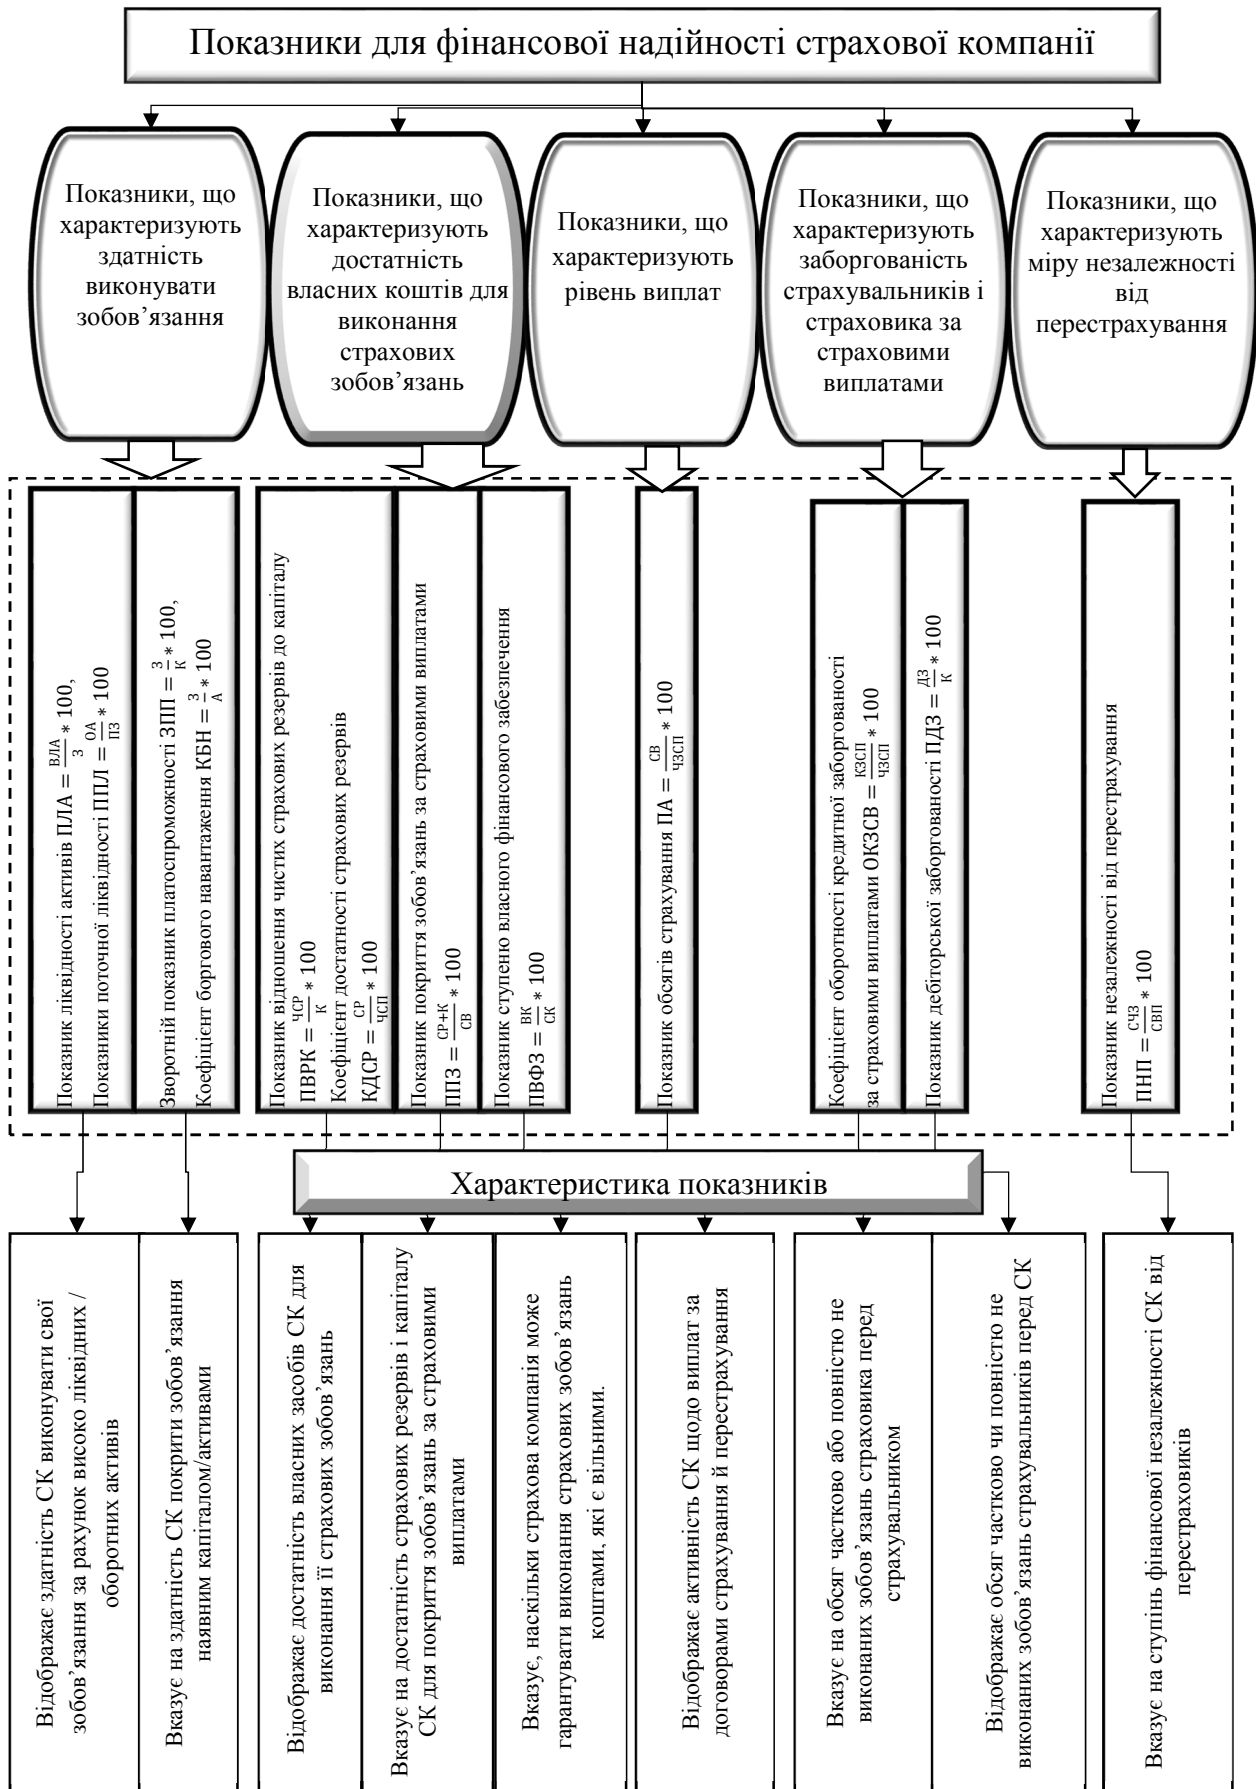 Показники для фінансової надійності страхової компанії
Показники, що
характеризують
здатність
виконувати
зобов’язання
Показники, що
характеризують
достатність
власних коштів для
виконання
страхових
зобов’язань
Показники, що
характеризують
рівень виплат
Показники, що
характеризують
заборгованість
страхувальників і
страховика за
страховими
виплатами
Показники, що
характеризують
міру незалежності
від
перестрахування
Показник ліквідності активів ПЛА = ВЛА/З * 100,
Показники поточної ліквідності ППЛ = ОА/ПЗ * 100
Зворотній показник платоспроможності ЗПП = З/К * 100,
Коефіцієнт боргового навантаження КБН = З/А * 100
Показник відношення чистих страхових резервів до капіталу
ПВРК = ЧСР/К * 100
Коефіцієнт достатності страхових резервів
КДСР = СР/ЧСП * 100
Показник покриття зобов’язань за страховими виплатами
ППЗ = СР+К/СВ * 100
Показник ступеню власного фінансового забезпечення
ПВФЗ = ВК/СК * 100
Показник обсягів страхування ПА = СВ/ЧЗСП * 100
Коефіцієнт оборотності кредитної заборгованості
за страховими виплатами ОКЗСВ = КЗСП/ЧЗСП * 100
Показник дебіторської заборгованості ПДЗ = ДЗ/К * 100
Показник незалежності від перестрахування
ПНП = СЧЗ/СВП * 100
Характеристика показників
Відображає здатність СК виконувати свої
зобов’язання за рахунок високо ліквідних /
оборотних активів
Вказує на здатність СК покрити зобов’язання
наявним капіталом/активами
Відображає достатність власних засобів СК для
виконання її страхових зобов’язань
Вказує на достатність страхових резервів і капіталу
СК для покриття зобов’язань за страховими
виплатами
Вказує, наскільки страхова компанія може
гарантувати виконання страхових зобов’язань
коштами, які є вільними.
Відображає активність СК щодо виплат за
договорами страхування й перестрахування
Вказує на обсяг частково або повністю не
виконаних зобов’язань страховика перед
страхувальником
Відображає обсяг частково чи повністю не
виконаних зобов’язань страхувальників перед СК
Вказує на ступінь фінансової незалежності СК від
перестраховиків